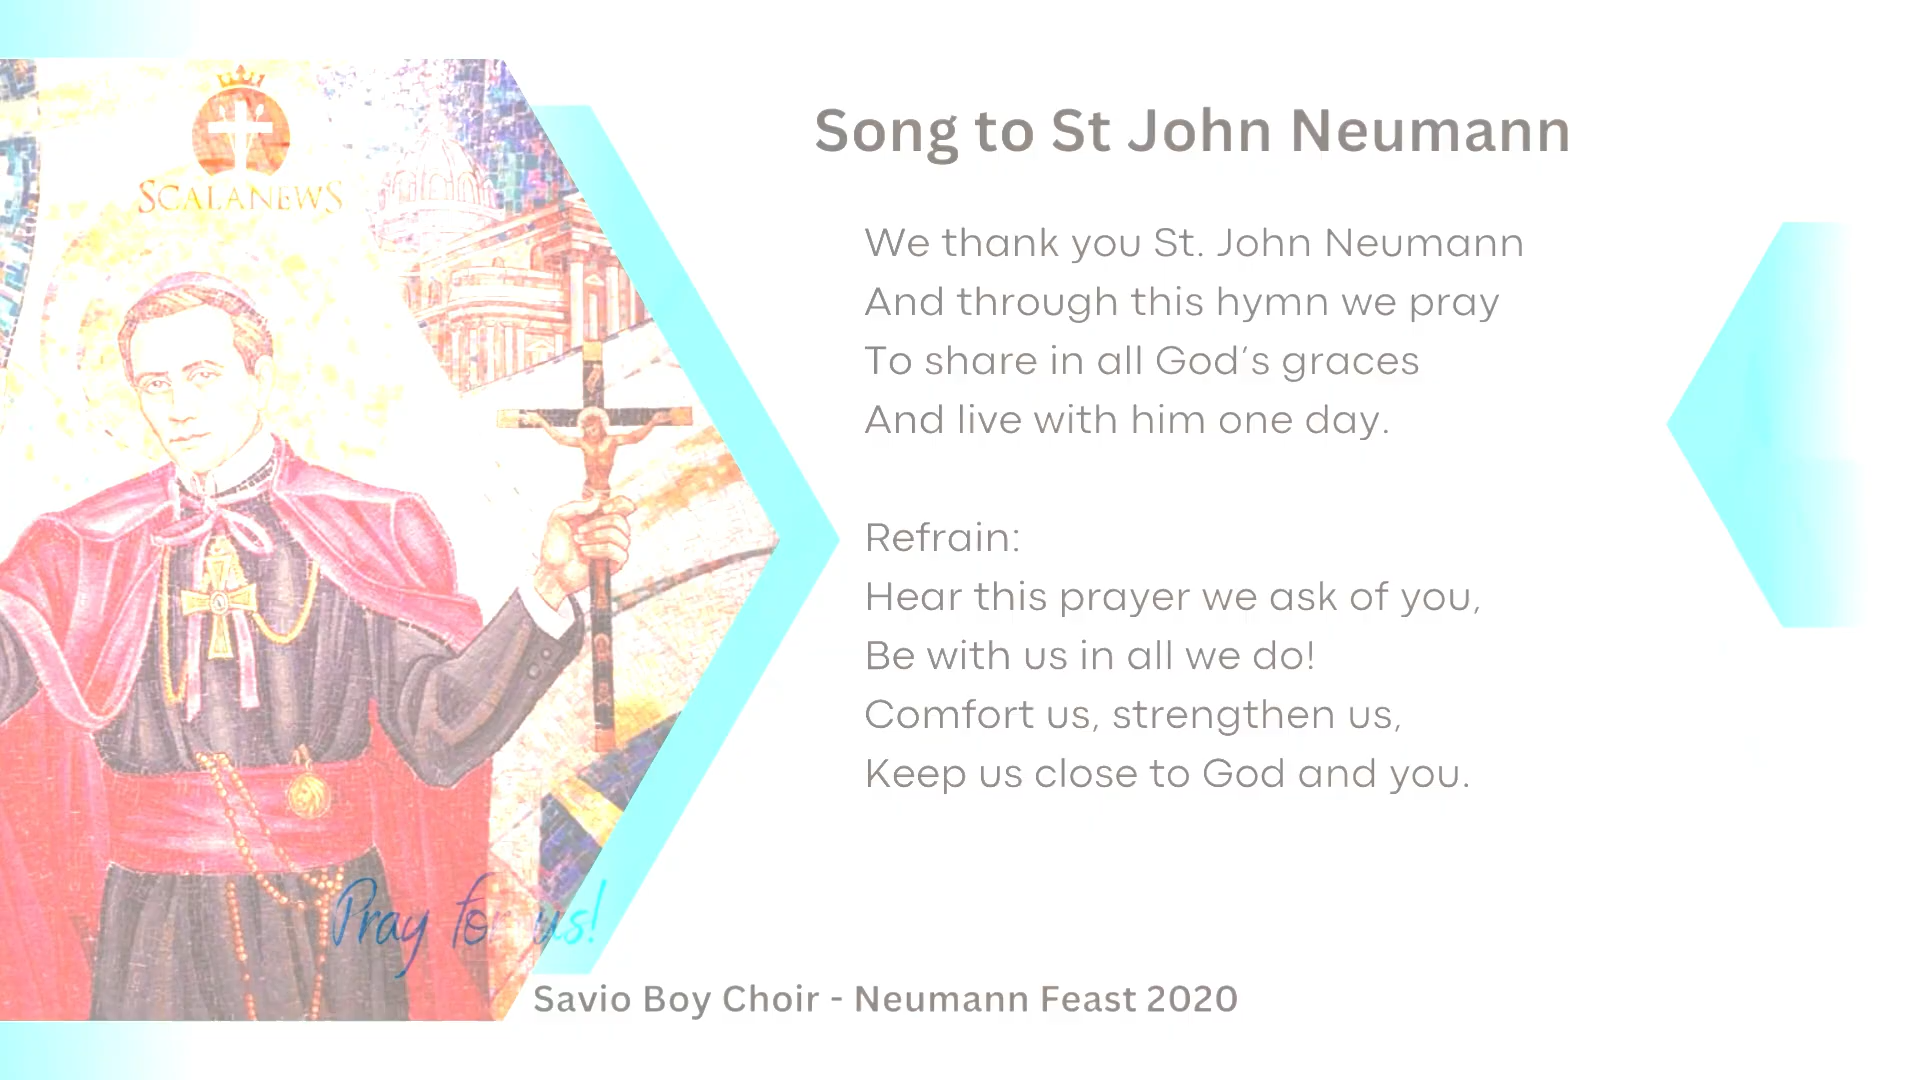 SCALANEWS
Song to St John Neumann
We thank you St. John Neumann
And through this hymn we pray
To share in all God's graces
And live with him one day.
Refrain:
Hear this prayer we ask of you,
Be with us in all we do!
Comfort us, strengthen us,
Keep us close to God and you.
Pray for us!
Savio Boy Choir - Neumann Feast 2020